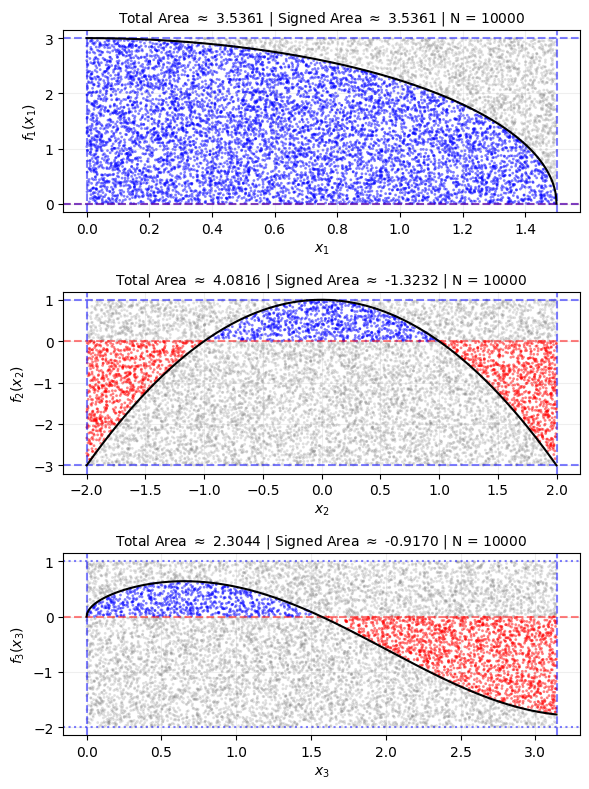 Total Area ≈ 3.5361 | Signed Area ≈ 3.5361 | N = 10000
3
2
1
0
f₁(x₁)
0.0 0.2 0.4 0.6 0.8 1.0 1.2 1.4
x₁
Total Area ≈ 4.0816 | Signed Area ≈ -1.3232 | N = 10000
1
0
−1
−2
−3
f₂(x₂)
−2.0 −1.5 −1.0 −0.5 0.0 0.5 1.0 1.5 2.0
x₂
Total Area ≈ 2.3044 | Signed Area ≈ -0.9170 | N = 10000
1
0
−1
−2
f₃(x₃)
0.0 0.5 1.0 1.5 2.0 2.5 3.0
x₃